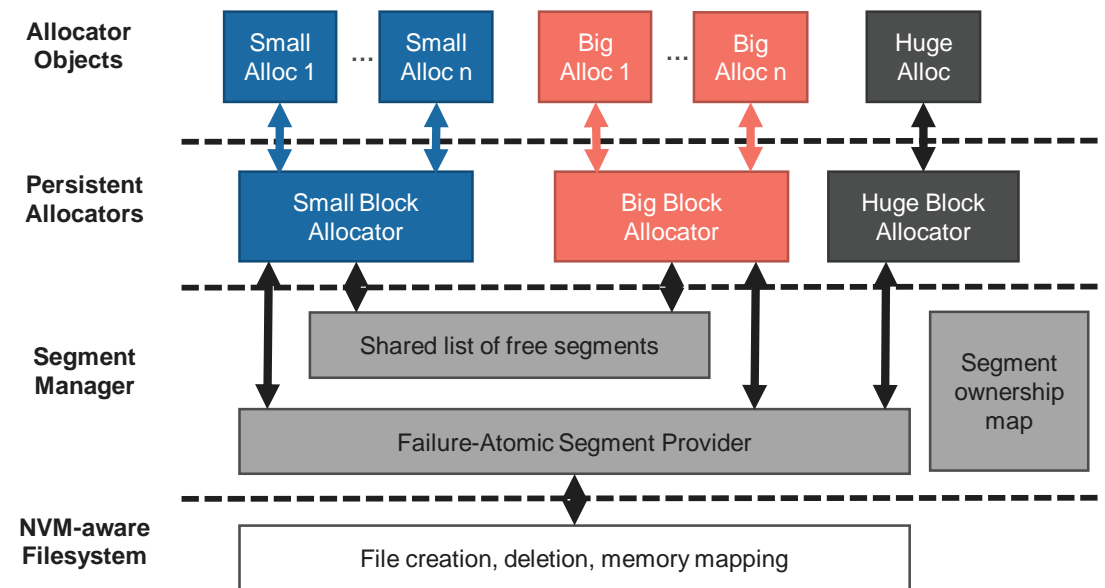 Allocator
Objects
Small
Alloc 1
...
Small
Alloc n
Big
Alloc 1
...
Big
Alloc n
Huge
Alloc
Persistent
Allocators
Small Block
Allocator
Big Block
Allocator
Huge Block
Allocator
Segment
Manager
Shared list of free segments
Segment
ownership
map
Failure-Atomic Segment Provider
NVM-aware
Filesystem
File creation, deletion, memory mapping